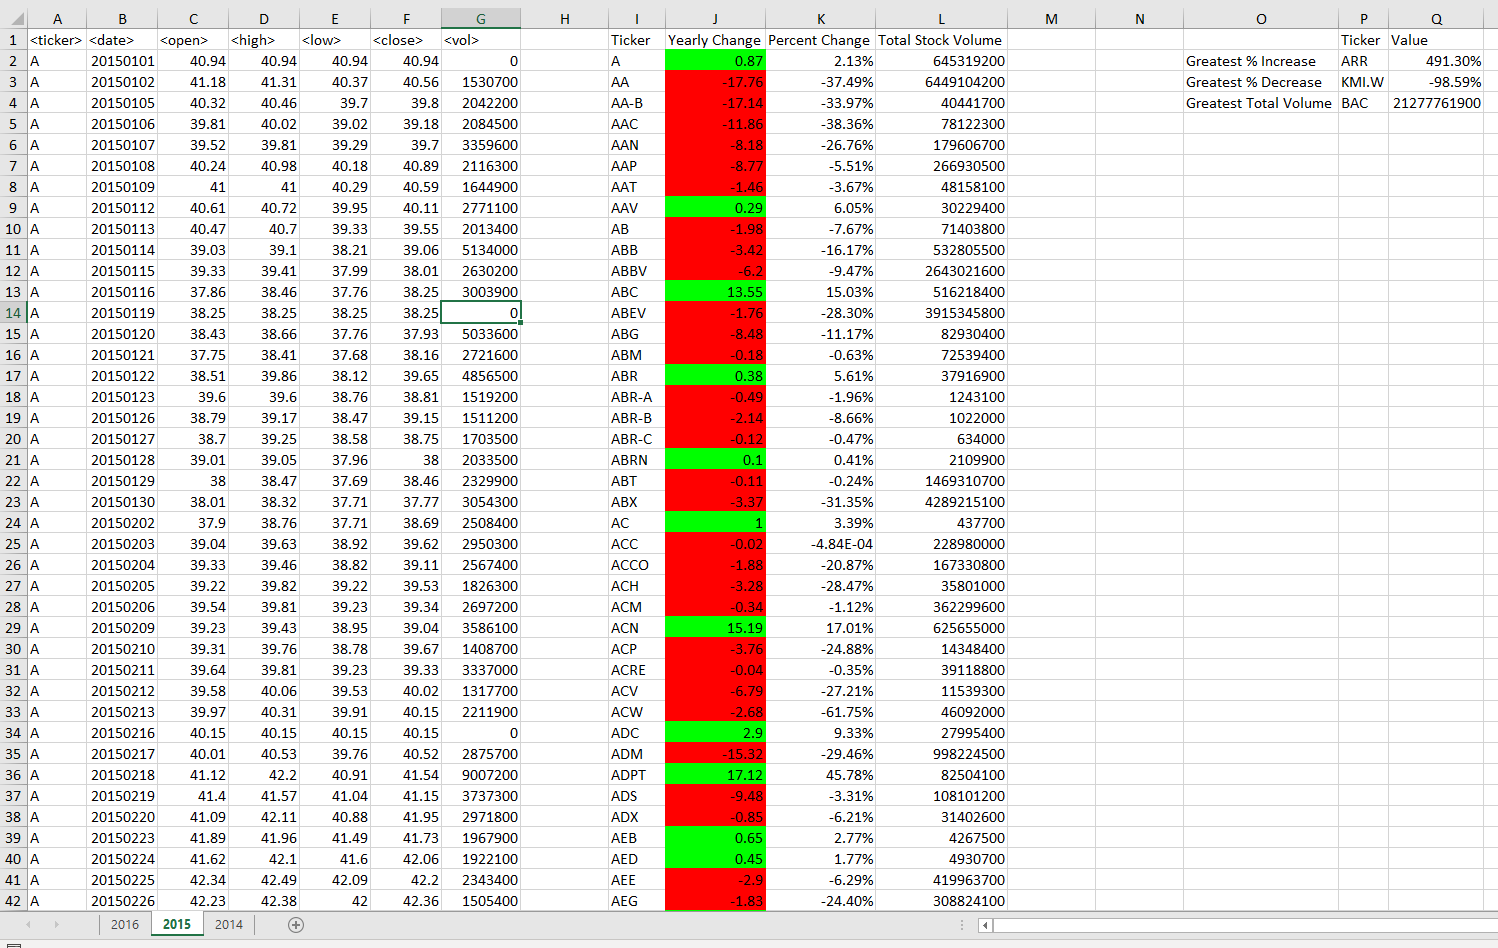 A B C D E F G H I J K L M N O P Q
1 <ticker> <date> <open> <high> <low> <close> <vol> Ticker Yearly Change Percent Change Total Stock Volume Ticker Value
2 A 20150101 40.94 40.94 40.94 40.94 0 A 0.87 2.13% 645319200 Greatest % Increase ARR 491.30%
3 A 20150102 41.18 41.31 40.37 40.56 1530700 AA -17.76 -37.49% 6449104200 Greatest % Decrease KMI.W -98.59%
4 A 20150105 40.32 40.46 39.7 39.8 2042200 AA-B -17.14 -33.97% 40441700 Greatest Total Volume BAC 21277761900
5 A 20150106 39.81 40.02 39.02 39.18 2084500 AAC -11.86 -38.36% 78122300
6 A 20150107 39.52 39.81 39.29 39.7 3359600 AAN -8.18 -26.76% 179606700
7 A 20150108 40.24 40.98 40.18 40.89 2116300 AAP -8.77 -5.51% 266930500
8 A 20150109 41 41 40.29 40.59 1644900 AAT -1.46 -3.67% 48158100
9 A 20150112 40.61 40.72 39.95 40.11 2771100 AAV 0.29 6.05% 30229400
10 A 20150113 40.47 40.7 39.33 39.55 2013400 AB -1.98 -7.67% 71403800
11 A 20150114 39.03 39.1 38.21 39.06 5134000 ABB -3.42 -16.17% 532805500
12 A 20150115 39.33 39.41 37.99 38.01 2630200 ABBV -6.2 -9.47% 2643021600
13 A 20150116 37.86 38.46 37.76 38.25 3003900 ABC 13.55 15.03% 516218400
14 A 20150119 38.25 38.25 38.25 38.25 0 ABEV -1.76 -28.30% 3915345800
15 A 20150120 38.43 38.66 37.76 37.93 5033600 ABG -8.48 -11.17% 82930400
16 A 20150121 37.75 38.41 37.68 38.16 2721600 ABM -0.18 -0.63% 72539400
17 A 20150122 38.51 39.86 38.12 39.65 4856500 ABR 0.38 5.61% 37916900
18 A 20150123 39.6 39.6 38.76 38.81 1519200 ABR-A -0.49 -1.96% 1243100
19 A 20150126 38.79 39.17 38.47 39.15 1511200 ABR-B -2.14 -8.66% 1022000
20 A 20150127 38.7 39.25 38.58 38.75 1703500 ABR-C -0.12 -0.47% 634000
21 A 20150128 39.01 39.05 37.96 38 2033500 ABRN 0.1 0.41% 2109900
22 A 20150129 38 38.47 37.69 38.46 2329900 ABT -0.11 -0.24% 1469310700
23 A 20150130 38.01 38.32 37.71 37.77 3054300 ABX -3.37 -31.35% 4289215100
24 A 20150202 37.9 38.76 37.71 38.69 2508400 AC 1 3.39% 437700
25 A 20150203 39.04 39.63 38.92 39.62 2950300 ACC -0.02 -4.84E-04 228980000
26 A 20150204 39.33 39.46 38.82 39.11 2567400 ACCO -1.88 -20.87% 167330800
27 A 20150205 39.22 39.82 39.22 39.53 1826300 ACH -3.28 -28.47% 35801000
28 A 20150206 39.54 39.81 39.23 39.34 2697200 ACM -0.34 -1.12% 362299600
29 A 20150209 39.23 39.43 38.95 39.04 3586100 ACN 15.19 17.01% 625655000
30 A 20150210 39.31 39.76 38.78 39.67 1408700 ACP -3.76 -24.88% 14348400
31 A 20150211 39.64 39.81 39.23 39.33 3337000 ACRE -0.04 -0.35% 39118800
32 A 20150212 39.58 40.06 39.53 40.02 1317700 ACV -6.79 -27.21% 11539300
33 A 20150213 39.97 40.31 39.91 40.15 2211900 ACW -2.68 -61.75% 46092000
34 A 20150216 40.15 40.15 40.15 40.15 0 ADC 2.9 9.33% 27995400
35 A 20150217 40.01 40.53 39.76 40.52 2875700 ADM -15.32 -29.46% 998224500
36 A 20150218 41.12 42.2 40.91 41.54 9007200 ADPT 17.12 45.78% 82504100
37 A 20150219 41.4 41.57 41.04 41.15 3737300 ADS -9.48 -3.31% 108101200
38 A 20150220 41.09 42.11 40.88 41.95 2971800 ADX -0.85 -6.21% 31402600
39 A 20150223 41.89 41.96 41.49 41.73 1967900 AEB 0.65 2.77% 4267500
40 A 20150224 41.62 42.1 41.6 42.06 1922100 AED 0.45 1.77% 4930700
41 A 20150225 42.34 42.49 42.09 42.2 2343400 AEE -2.9 -6.29% 419963700
42 A 20150226 42.23 42.38 42 42.36 1505400 AEG -1.83 -24.40% 308824100
2016 2015 2014